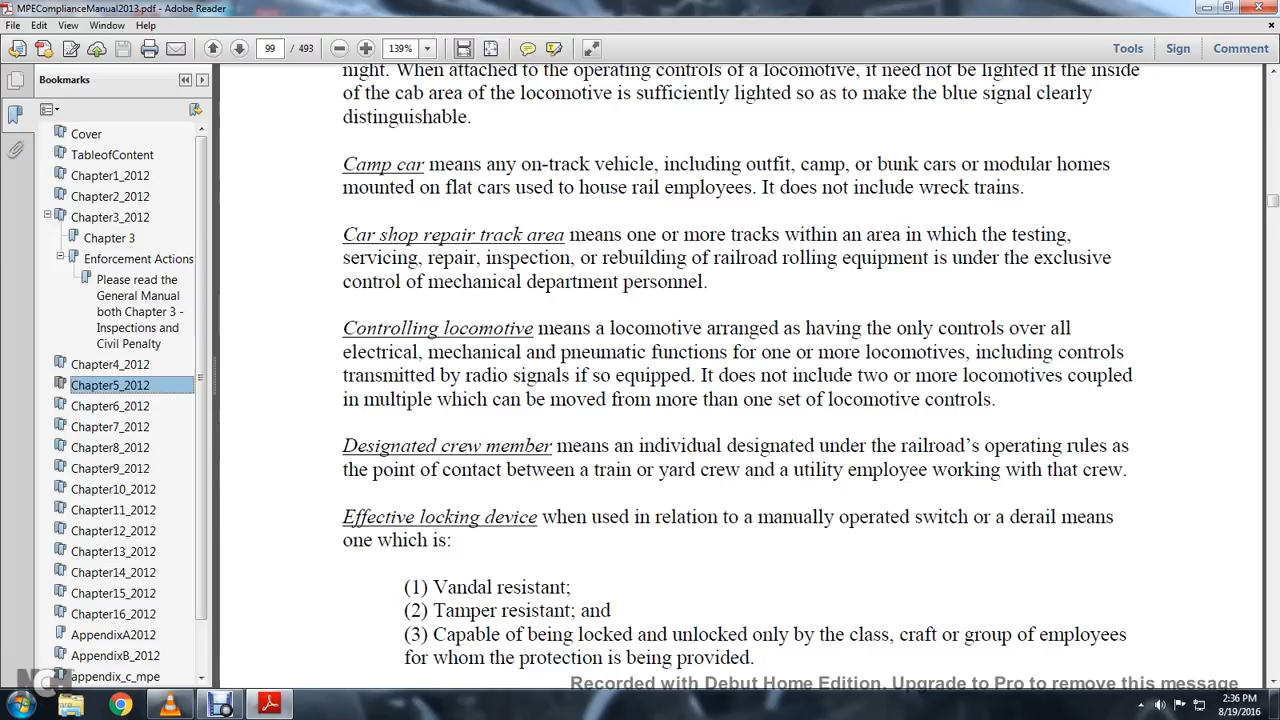 MPEComplianceManual2013.pdf - Adobe Reader
File Edit View Window Help
99 / 493 139% Tools Sign Comment
Bookmarks
Cover
TableofContent
Chapter1_2012
Chapter2_2012
Chapter3_2012
Chapter 3
Enforcement Actions
Please read the
General Manual
both Chapter 3 -
Inspections and
Civil Penalty
Chapter4_2012
Chapter5_2012
Chapter6_2012
Chapter7_2012
Chapter8_2012
Chapter9_2012
Chapter10_2012
Chapter11_2012
Chapter12_2012
Chapter13_2012
Chapter14_2012
Chapter15_2012
Chapter16_2012
AppendixA2012
AppendixB_2012
appendix_c_mpe
night. When attached to the operating controls of a locomotive, it need not be lighted if the inside
of the cab area of the locomotive is sufficiently lighted so as to make the blue signal clearly
distinguishable.
Camp car means any on-track vehicle, including outfit, camp, or bunk cars or modular homes
mounted on flat cars used to house rail employees. It does not include wreck trains.
Car shop repair track area means one or more tracks within an area in which the testing,
servicing, repair, inspection, or rebuilding of railroad rolling equipment is under the exclusive
control of mechanical department personnel.
Controlling locomotive means a locomotive arranged as having the only controls over all
electrical, mechanical and pneumatic functions for one or more locomotives, including controls
transmitted by radio signals if so equipped. It does not include two or more locomotives coupled
in multiple which can be moved from more than one set of locomotive controls.
Designated crew member means an individual designated under the railroad’s operating rules as
the point of contact between a train or yard crew and a utility employee working with that crew.
Effective locking device when used in relation to a manually operated switch or a derail means
one which is:
(1) Vandal resistant;
(2) Tamper resistant; and
(3) Capable of being locked and unlocked only by the class, craft or group of employees
for whom the protection is being provided.
Recorded with Debut Home Edition. Upgrade to Pro to remove this message
2:36 PM
8/19/2016